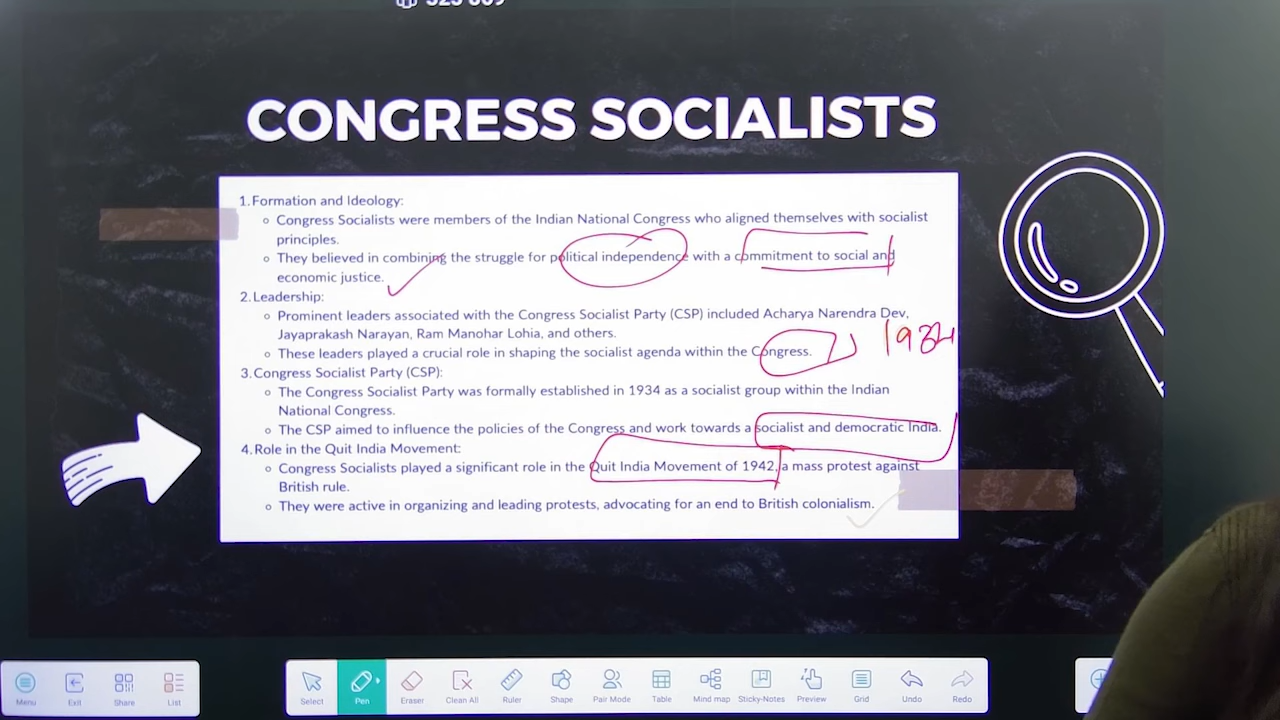 CONGRESS SOCIALISTS
1. Formation and Ideology:
Congress Socialists were members of the Indian National Congress who aligned themselves with socialist
principles.
They believed in combining the struggle for political independence with a commitment to social and
economic justice.
2. Leadership:
Prominent leaders associated with the Congress Socialist Party (CSP) included Acharya Narendra Dev,
Jayaprakash Narayan, Ram Manohar Lohia, and others.
These leaders played a crucial role in shaping the socialist agenda within the Congress.
1934
3. Congress Socialist Party (CSP):
The Congress Socialist Party was formally established in 1934 as a socialist group within the Indian
National Congress.
The CSP aimed to influence the policies of the Congress and work towards a socialist and democratic India.
4. Role in the Quit India Movement:
Congress Socialists played a significant role in the Quit India Movement of 1942, a mass protest against
British rule.
They were active in organizing and leading protests, advocating for an end to British colonialism.
Menu Exit Share List Select Pen Eraser Clean All Ruler Shape Pair Mode Table Mind map Sticky-Notes Preview Grid Undo Redo